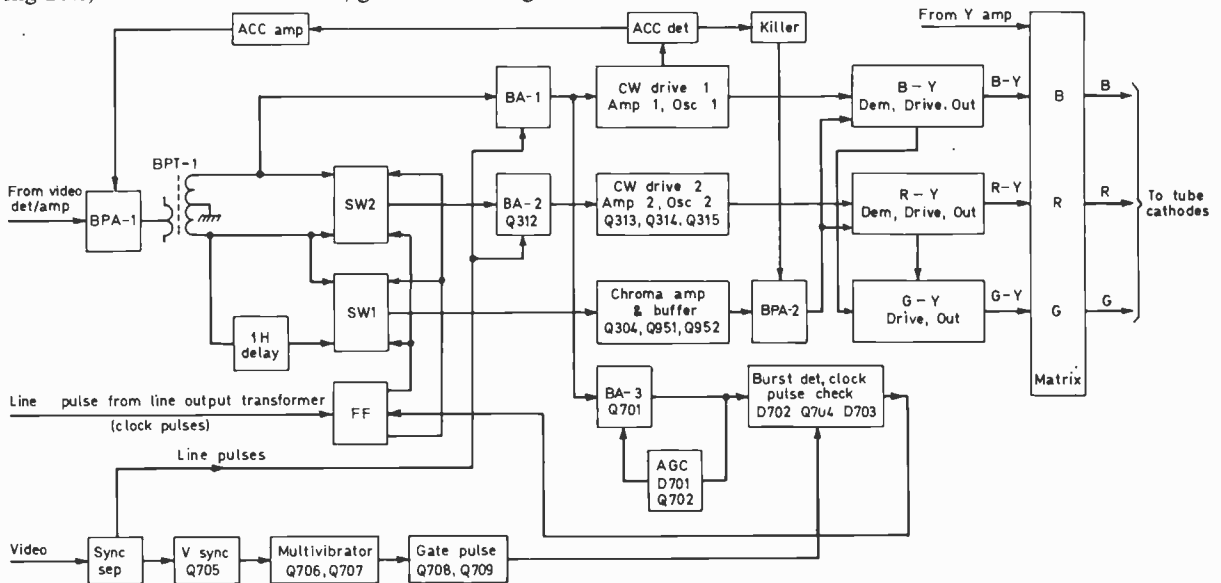 ACC amp
ACC det
Killer
From Y amp
BA-1
CW drive 1
Amp 1, Osc 1
B-Y
Dem, Drive, Out
B-Y
B
B
BPT-1
From video
det/amp
BPA-1
SW2
BA-2
Q312
CW drive 2
Amp 2, Osc 2
Q313, Q314, Q315
R-Y
Dem, Drive, Out
R-Y
R
R
To tube
cathodes
SW1
Chroma amp
& buffer
Q304, Q951, Q952
BPA-2
G-Y
Drive, Out
G-Y
G
G
1H
delay
Matrix
Line pulse from line output transformer
(clock pulses)
FF
BA-3
Q701
Burst det, clock
pulse check
D702 Q704 D703
Line pulses
AGC
D701
Q702
Video
Sync
sep
V sync
Q705
Multivibrator
Q706, Q707
Gate pulse
Q708, Q709